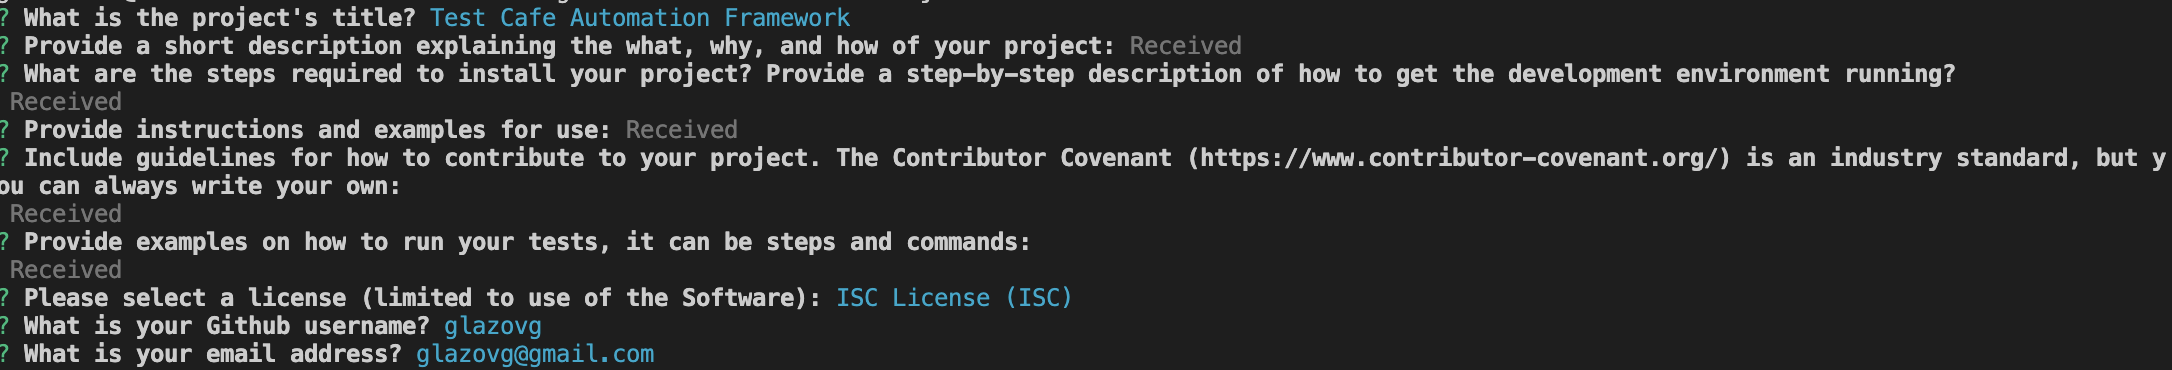 ? What is the project's title? Test Cafe Automation Framework
? Provide a short description explaining the what, why, and how of your project: Received
? What are the steps required to install your project? Provide a step-by-step description of how to get the development environment running?
Received
? Provide instructions and examples for use: Received
? Include guidelines for how to contribute to your project. The Contributor Covenant (https://www.contributor-covenant.org/) is an industry standard, but y
ou can always write your own:
Received
? Provide examples on how to run your tests, it can be steps and commands:
Received
? Please select a license (limited to use of the Software): ISC License (ISC)
? What is your Github username? glazovg
? What is your email address? glazovg@gmail.com